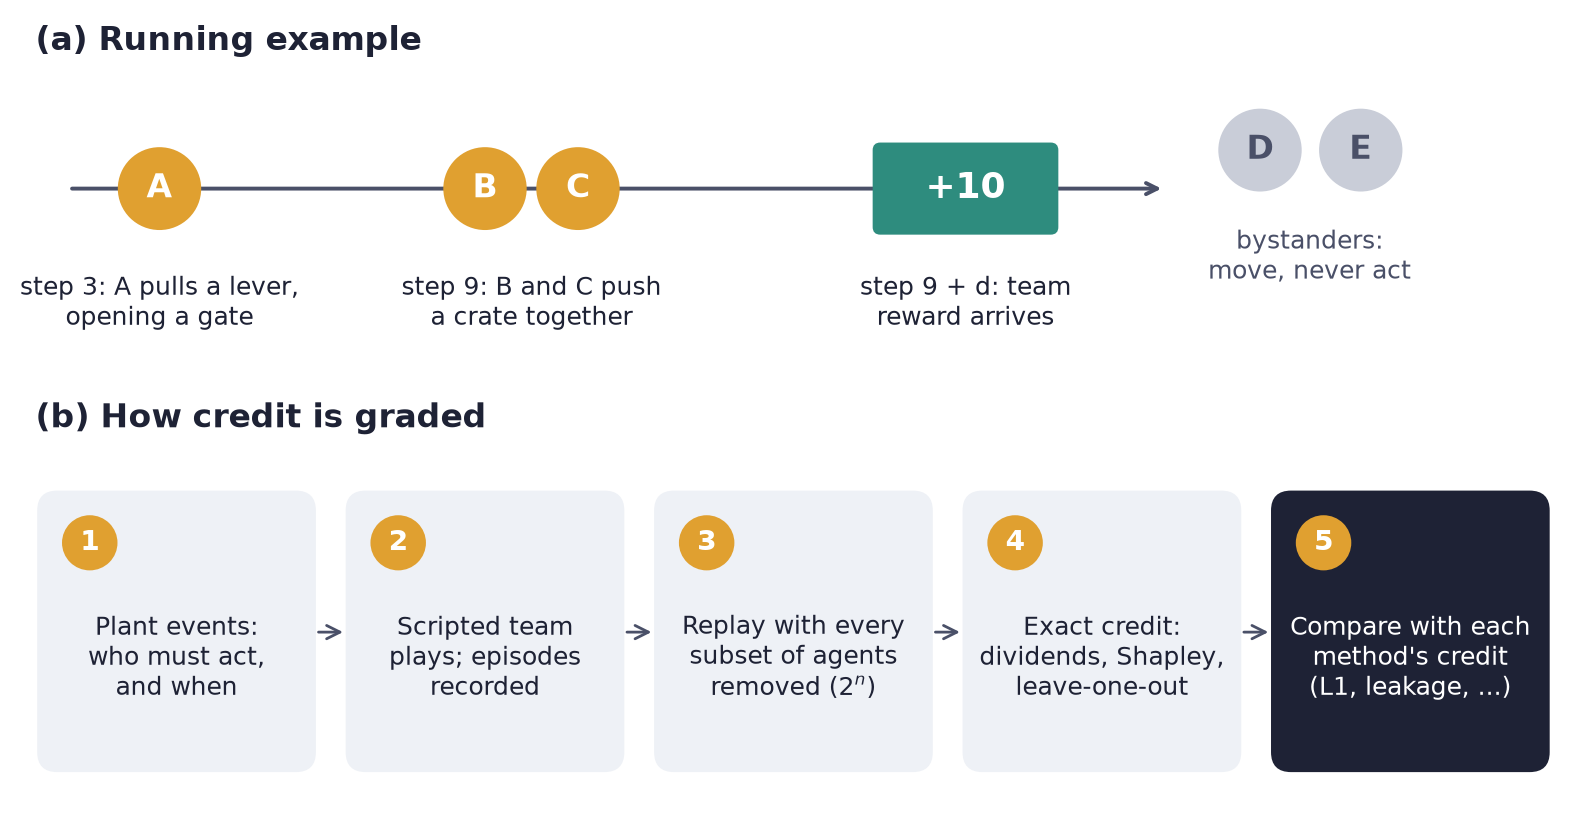 (a) Running example
A
B
C
+10
D
E
bystanders:
move, never act
step 3: A pulls a lever,
opening a gate
step 9: B and C push
a crate together
step 9 + d: team
reward arrives
(b) How credit is graded
1
Plant events:
who must act,
and when
2
Scripted team
plays; episodes
recorded
3
Replay with every
subset of agents
removed (2ⁿ)
4
Exact credit:
dividends, Shapley,
leave-one-out
5
Compare with each
method's credit
(L1, leakage, ...)